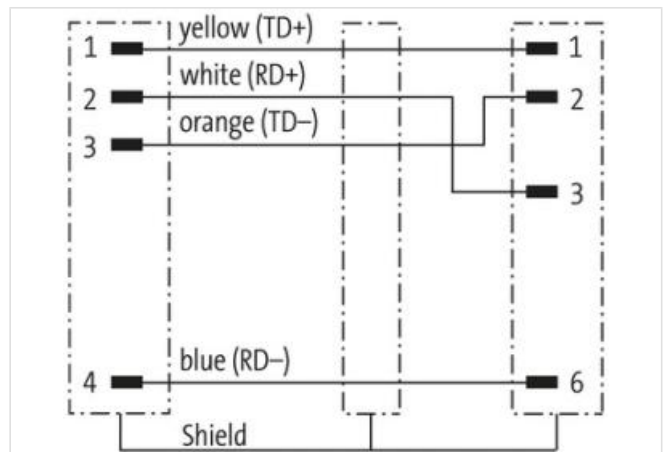 yellow (TD+)
1 1
white (RD+)
2 2
orange (TD–)
3
3
blue (RD–)
4 6
Shield